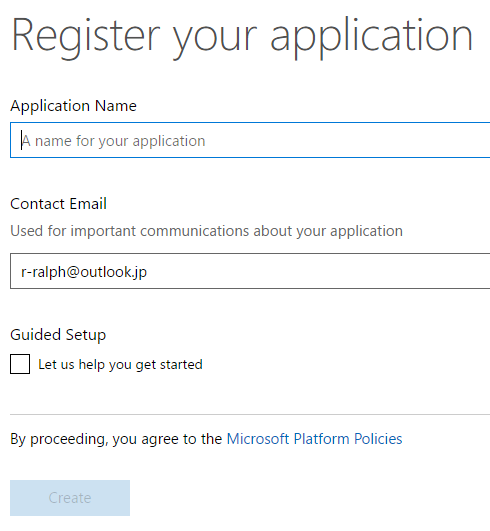 Register your application
Application Name
A name for your application
Contact Email
Used for important communications about your application
r-ralph@outlook.jp
Guided Setup
Let us help you get started
By proceeding, you agree to the Microsoft Platform Policies
Create